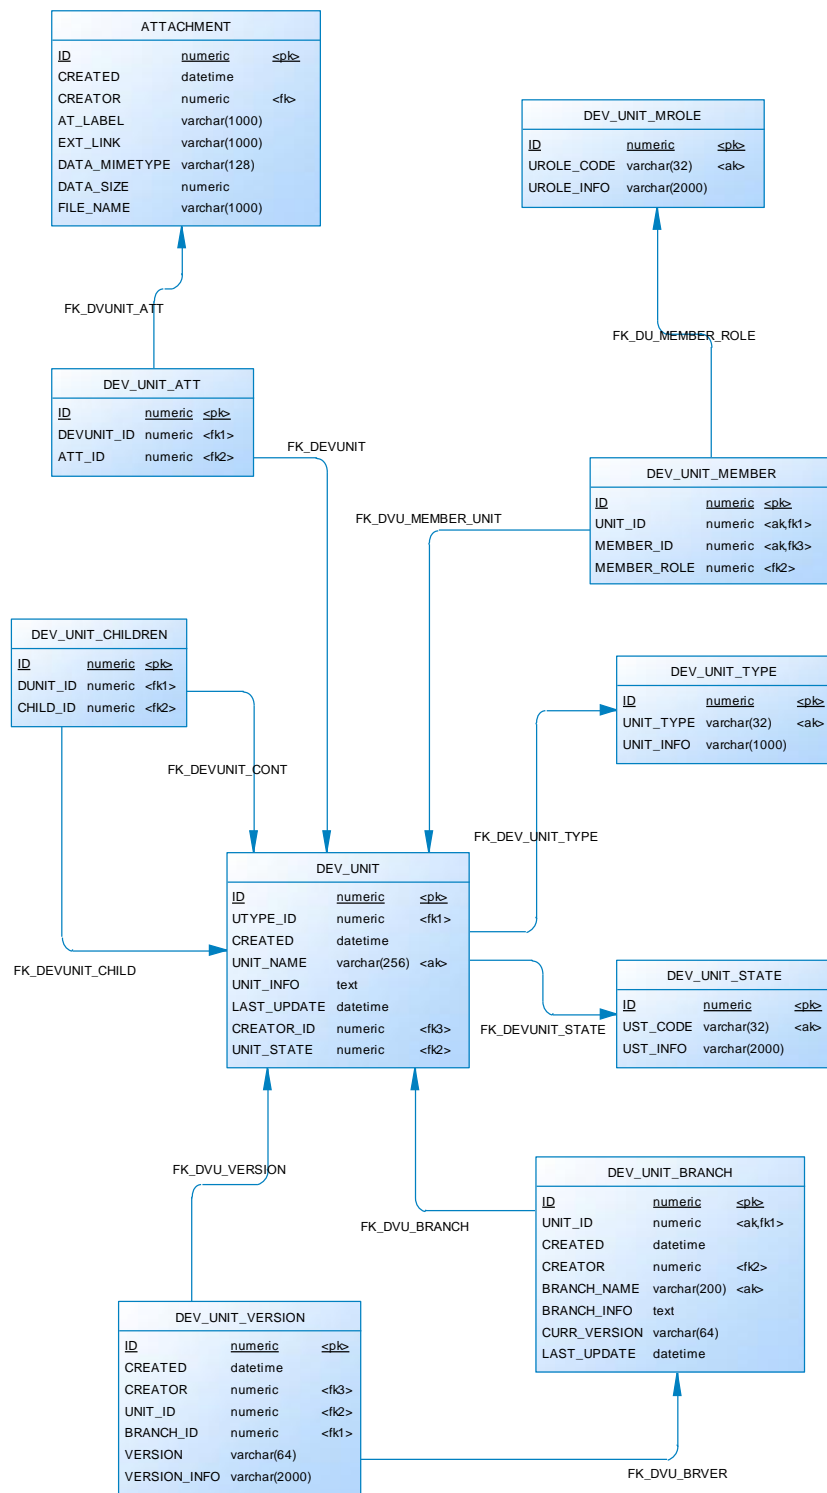 ATTACHMENT
ID numeric <pk>
CREATED datetime
CREATOR numeric <fk>
AT_LABEL varchar(1000)
EXT_LINK varchar(1000)
DATA_MIMETYPE varchar(128)
DATA_SIZE numeric
FILE_NAME varchar(1000)
DEV_UNIT_MROLE
ID numeric <pk>
UROLE_CODE varchar(32) <ak>
UROLE_INFO varchar(2000)
FK_DVUNIT_ATT
FK_DU_MEMBER_ROLE
DEV_UNIT_ATT
ID numeric <pk>
DEVUNIT_ID numeric <fk1>
ATT_ID numeric <fk2>
FK_DEVUNIT
DEV_UNIT_MEMBER
ID numeric <pk>
UNIT_ID numeric <ak,fk1>
MEMBER_ID numeric <ak,fk3>
MEMBER_ROLE numeric <fk2>
FK_DVU_MEMBER_UNIT
DEV_UNIT_CHILDREN
ID numeric <pk>
DUNIT_ID numeric <fk1>
CHILD_ID numeric <fk2>
DEV_UNIT_TYPE
ID numeric <pk>
UNIT_TYPE varchar(32) <ak>
UNIT_INFO varchar(1000)
FK_DEVUNIT_CONT
FK_DEV_UNIT_TYPE
DEV_UNIT
ID numeric <pk>
UTYPE_ID numeric <fk1>
CREATED datetime
UNIT_NAME varchar(256) <ak>
UNIT_INFO text
LAST_UPDATE datetime
CREATOR_ID numeric <fk3>
UNIT_STATE numeric <fk2>
FK_DEVUNIT_CHILD
DEV_UNIT_STATE
ID numeric <pk>
UST_CODE varchar(32) <ak>
UST_INFO varchar(2000)
FK_DEVUNIT_STATE
FK_DVU_VERSION
FK_DVU_BRANCH
DEV_UNIT_BRANCH
ID numeric <pk>
UNIT_ID numeric <ak,fk1>
CREATED datetime
CREATOR numeric <fk2>
BRANCH_NAME varchar(200) <ak>
BRANCH_INFO text
CURR_VERSION varchar(64)
LAST_UPDATE datetime
DEV_UNIT_VERSION
ID numeric <pk>
CREATED datetime
CREATOR numeric <fk3>
UNIT_ID numeric <fk2>
BRANCH_ID numeric <fk1>
VERSION varchar(64)
VERSION_INFO varchar(2000)
FK_DVU_BRVER